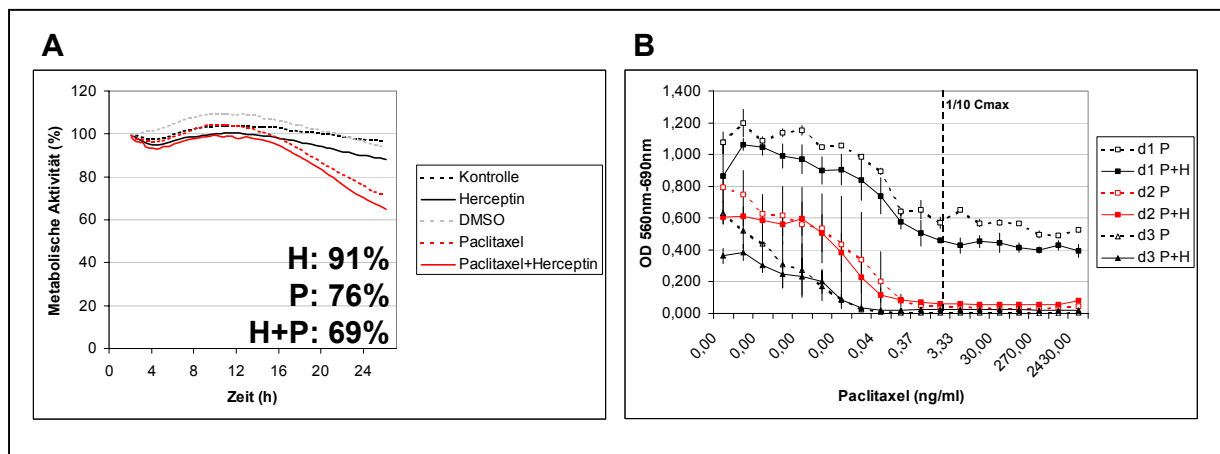 A
B
120
100
80
60
40
20
0
Metabolische Aktivität (%)
0 4 8 12 16 20 24
Zeit (h)
H: 91%
P: 76%
H+P: 69%
Kontrolle
Herceptin
DMSO
Paclitaxel
Paclitaxel+Herceptin
1/10 Cmax
1,400
1,200
1,000
0,800
0,600
0,400
0,200
0,000
OD 560nm-690nm
0,00 0,00 0,00 0,00 0,04 0,37 3,33 30,00 270,00 2430,00
Paclitaxel (ng/ml)
d1 P
d1 P+H
d2 P
d2 P+H
d3 P
d3 P+H